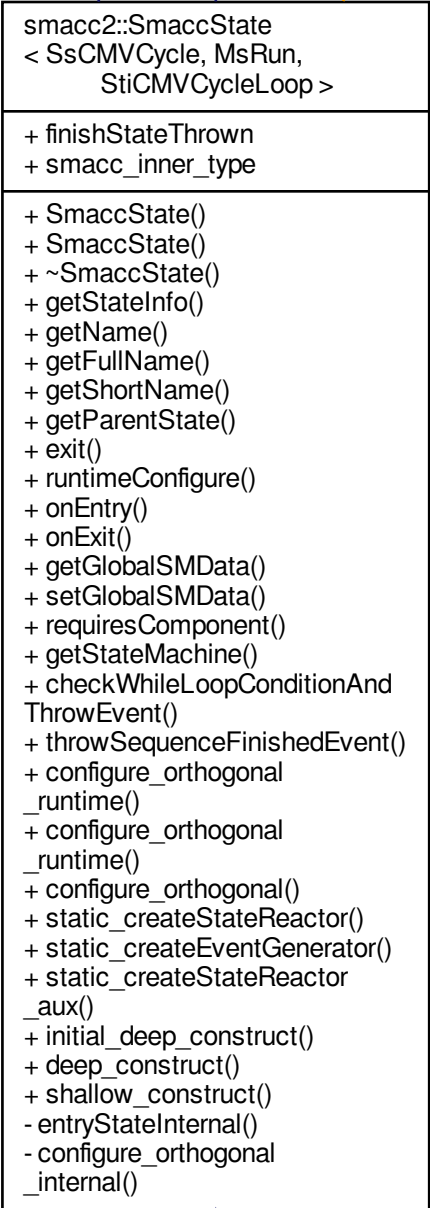 smacc2::SmaccState
< SsCMVCycle, MsRun,
StiCMVCycleLoop >
+ finishStateThrown
+ smacc_inner_type
+ SmaccState()
+ SmaccState()
+ ~SmaccState()
+ getStateInfo()
+ getName()
+ getFullName()
+ getShortName()
+ getParentState()
+ exit()
+ runtimeConfigure()
+ onEntry()
+ onExit()
+ getGlobalSMData()
+ setGlobalSMData()
+ requiresComponent()
+ getStateMachine()
+ checkWhileLoopConditionAnd
ThrowEvent()
+ throwSequenceFinishedEvent()
+ configure_orthogonal
_runtime()
+ configure_orthogonal
_runtime()
+ configure_orthogonal()
+ static_createStateReactor()
+ static_createEventGenerator()
+ static_createStateReactor
_aux()
+ initial_deep_construct()
+ deep_construct()
+ shallow_construct()
- entryStateInternal()
- configure_orthogonal
_internal()